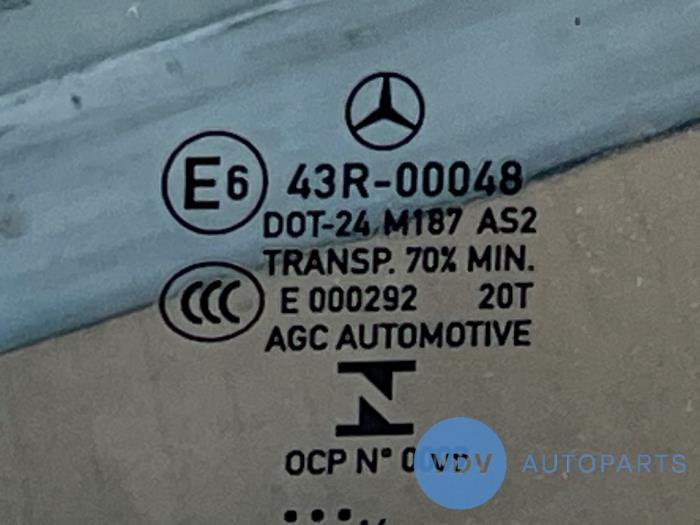 E6 43R-00048
DOT-24 M187 AS2
TRANSP. 70% MIN.
CCC E 000292 20T
AGC AUTOMOTIVE
OCP N°
VDV AUTOPARTS